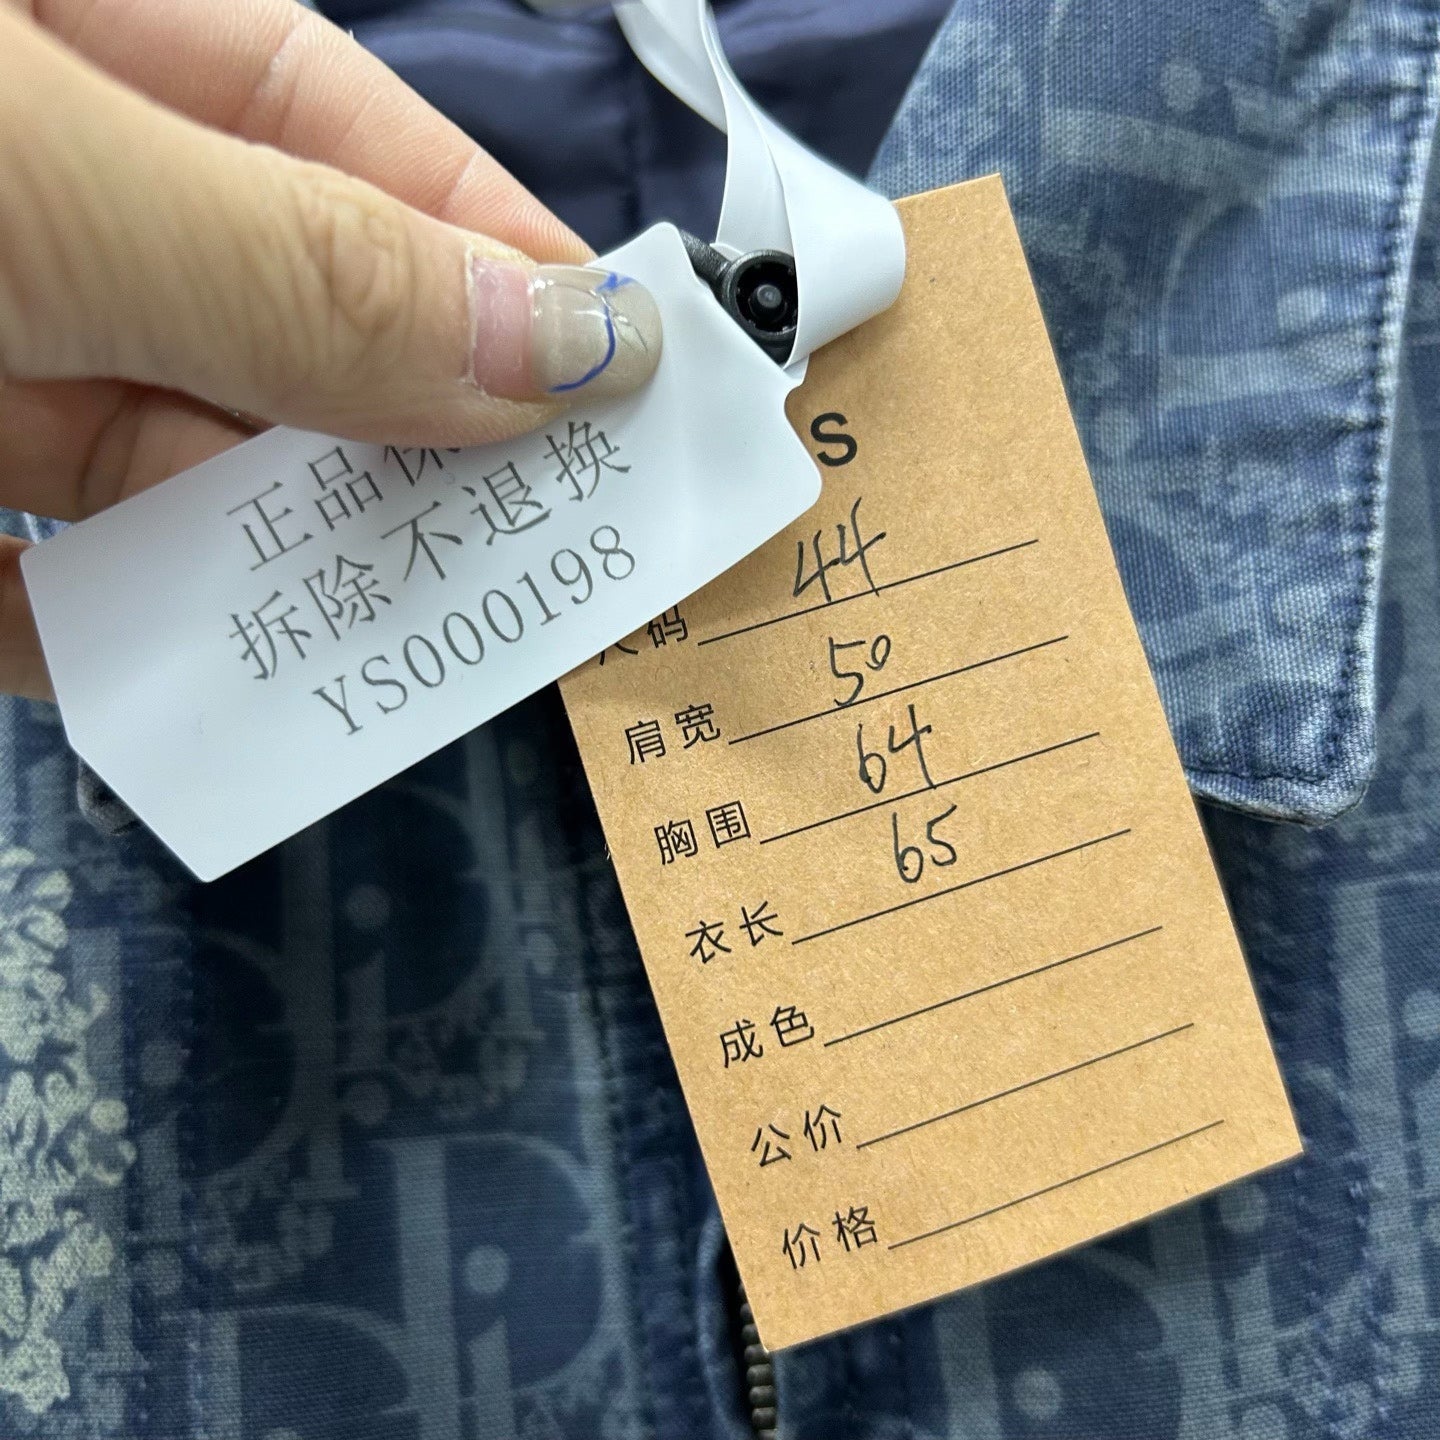 正品保
拆除不退换
YS000198
S
尺码 44
肩宽 50
胸围 64
衣长 65
成色
公价
价格